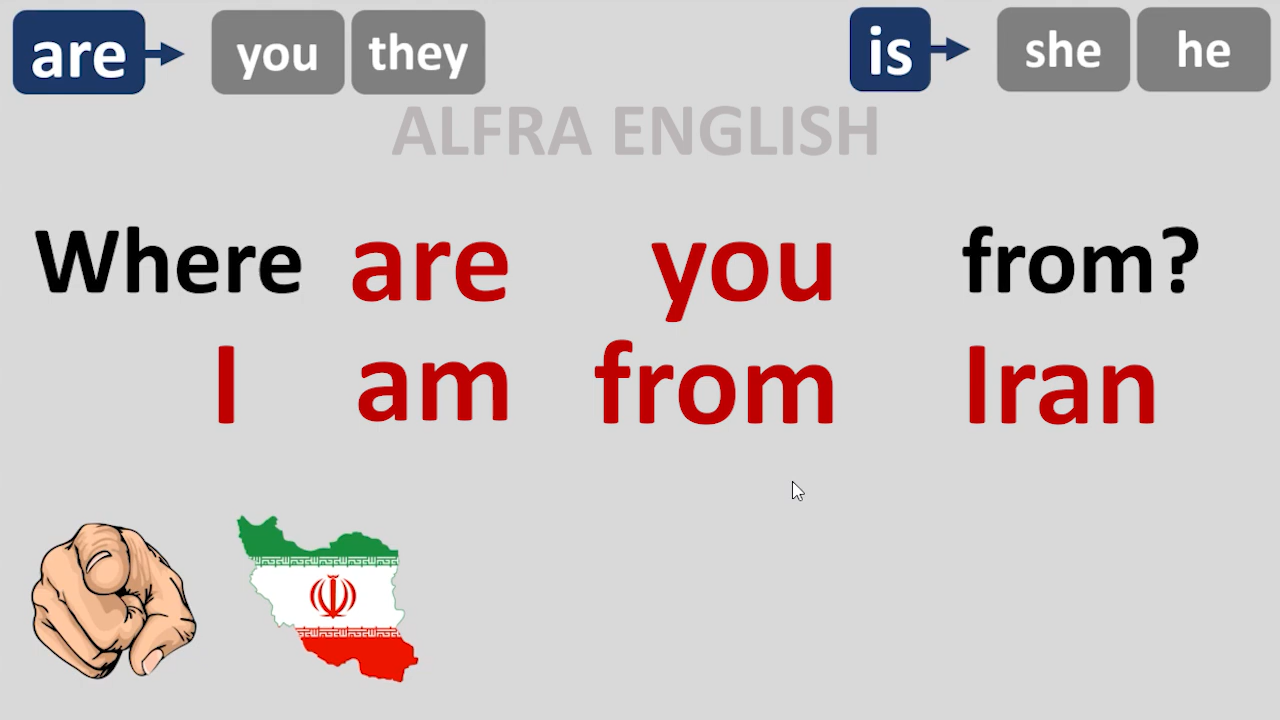 are you they is she he
ALFRA ENGLISH
Where are you from?
I am from Iran